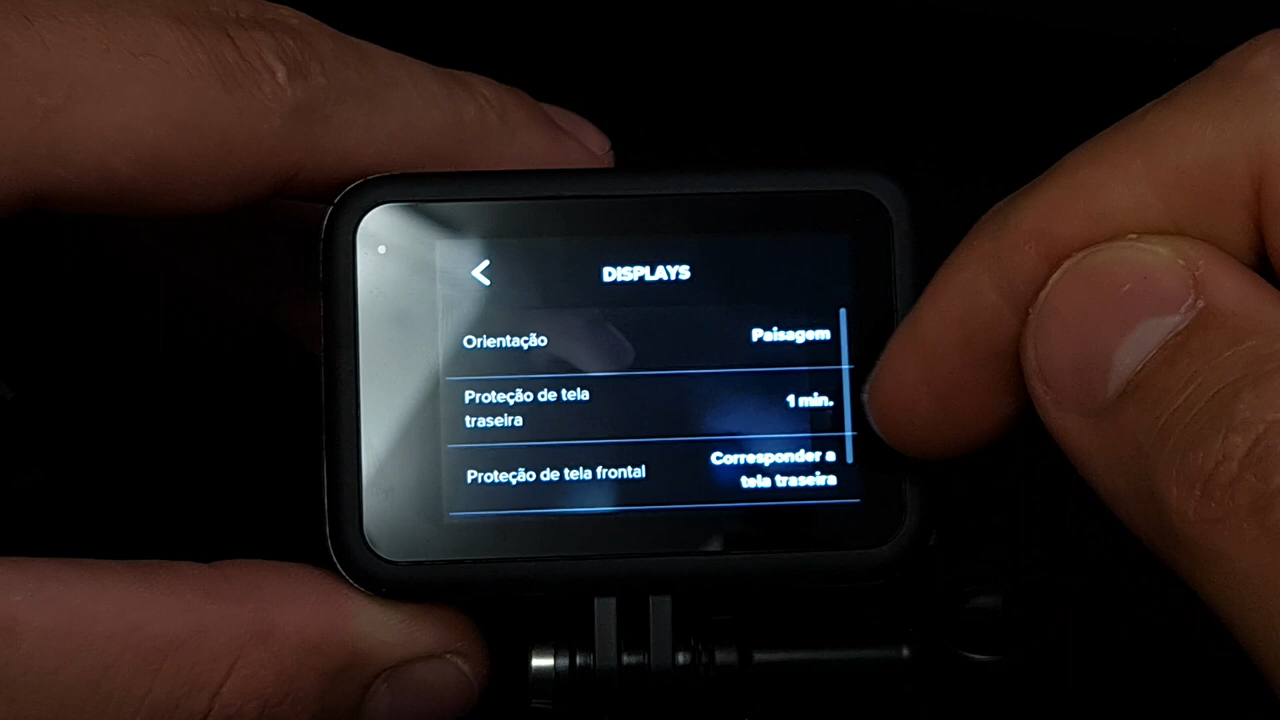 DISPLAYS
Orientação
Paisagem
Proteção de tela
traseira
1 min.
Proteção de tela frontal
Corresponder a
tela traseira